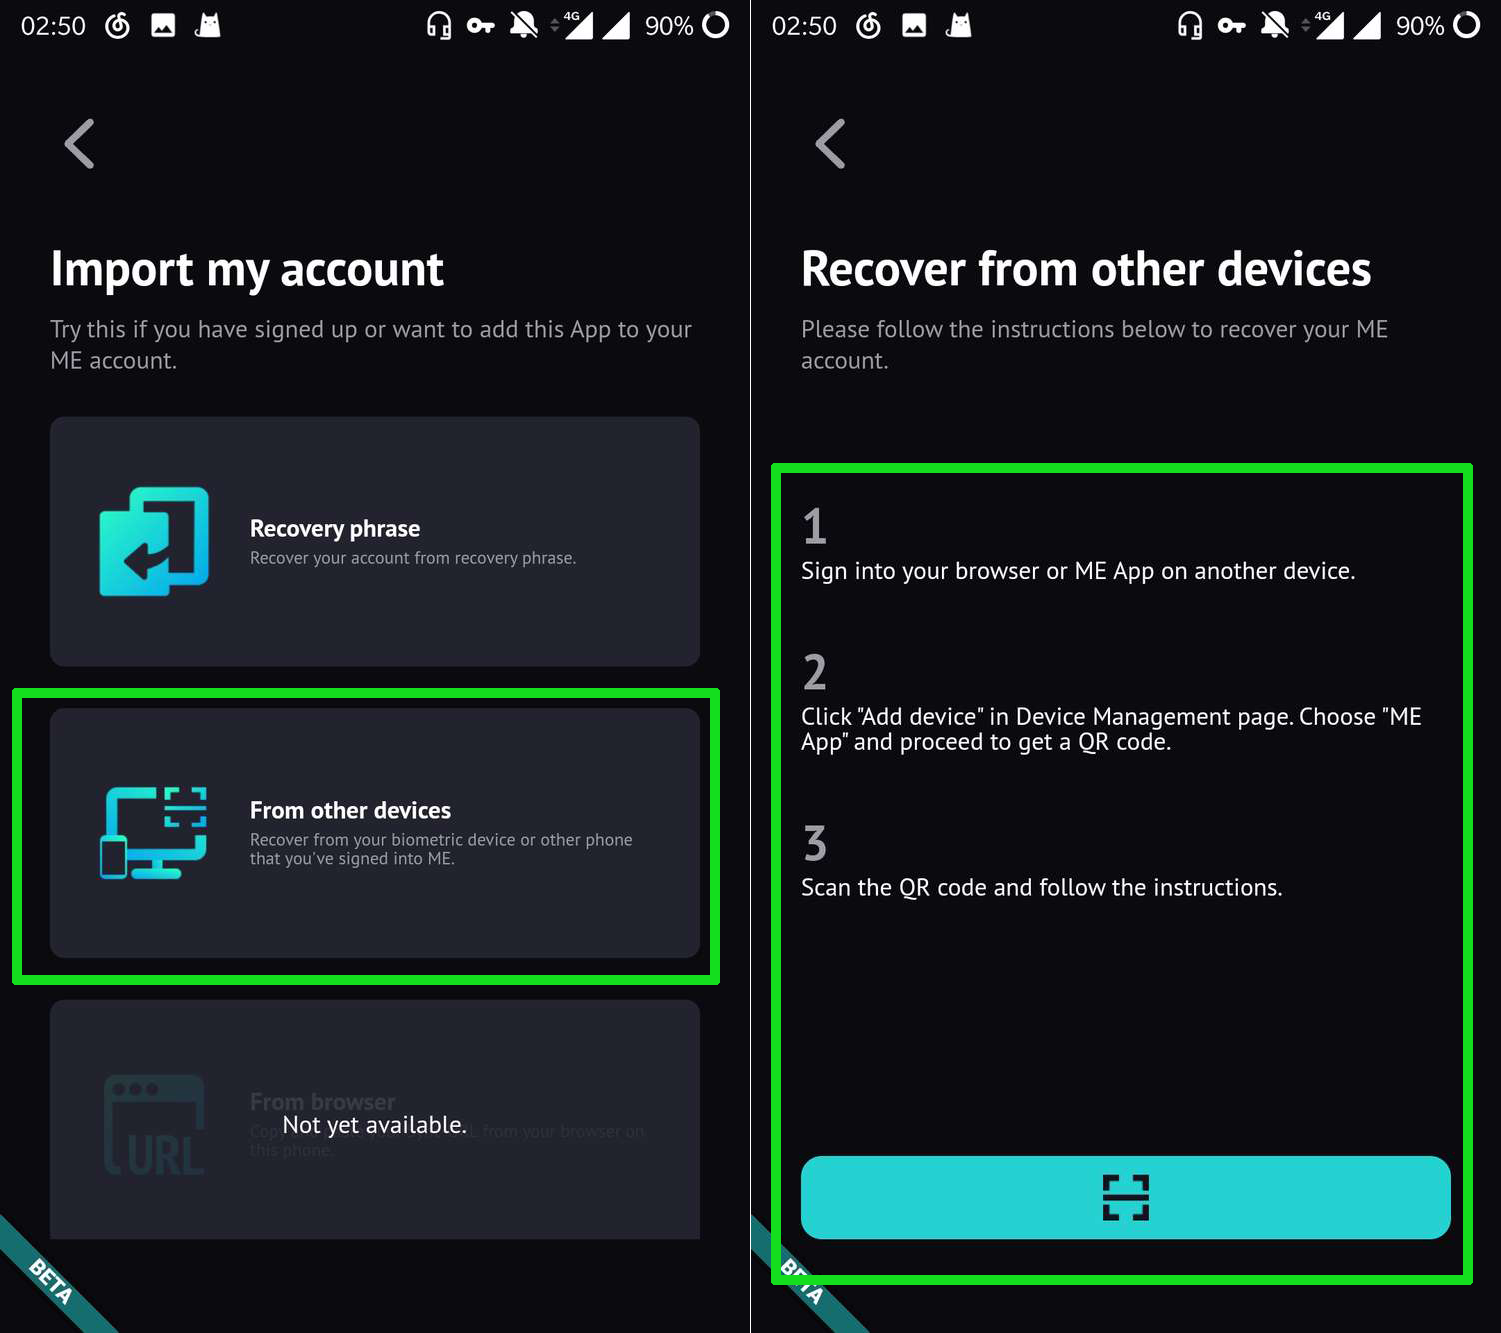 02:50
4G
90%
Import my account
Try this if you have signed up or want to add this App to your
ME account.
Recovery phrase
Recover your account from recovery phrase.
From other devices
Recover from your biometric device or other phone
that you've signed into ME.
From browser
Not yet available.
from your browser on
this phone.
URL
BETA
02:50
4G
90%
Recover from other devices
Please follow the instructions below to recover your ME
account.
1
Sign into your browser or ME App on another device.
2
Click "Add device" in Device Management page. Choose "ME
App" and proceed to get a QR code.
3
Scan the QR code and follow the instructions.
BETA